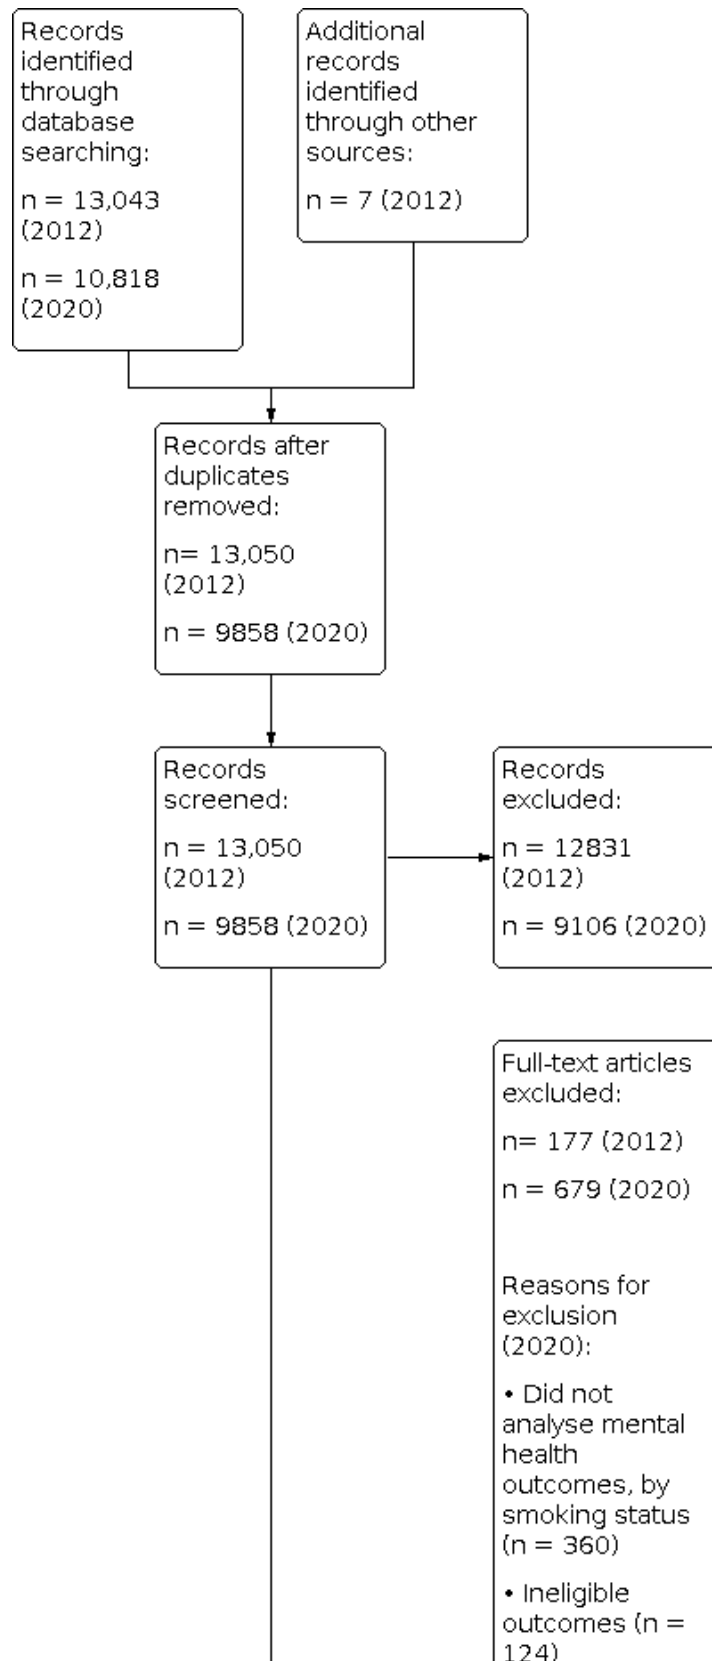 Records
identified
through
database
searching:
n = 13,043
(2012)
n = 10,818
(2020)
Additional
records
identified
through other
sources:
n = 7 (2012)
Records after
duplicates
removed:
n= 13,050
(2012)
n = 9858 (2020)
Records
screened:
n = 13,050
(2012)
n = 9858 (2020)
Records
excluded:
n = 12831
(2012)
n = 9106 (2020)
Full-text articles
excluded:
n= 177 (2012)
n = 679 (2020)
Reasons for
exclusion
(2020):
• Did not
analyse mental
health
outcomes, by
smoking status
(n = 360)
• Ineligible
outcomes (n =
124)